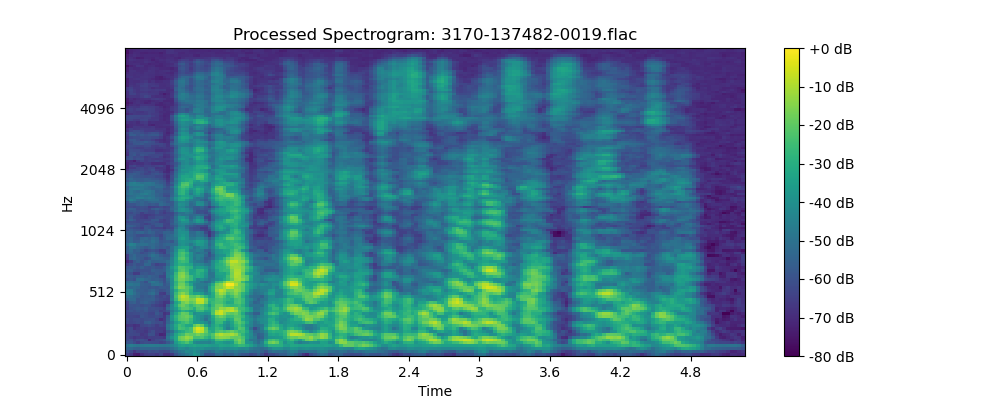 Processed Spectrogram: 3170-137482-0019.flac
Hz
4096
2048
1024
512
0
0 0.6 1.2 1.8 2.4 3 3.6 4.2 4.8
Time
+0 dB
-10 dB
-20 dB
-30 dB
-40 dB
-50 dB
-60 dB
-70 dB
-80 dB